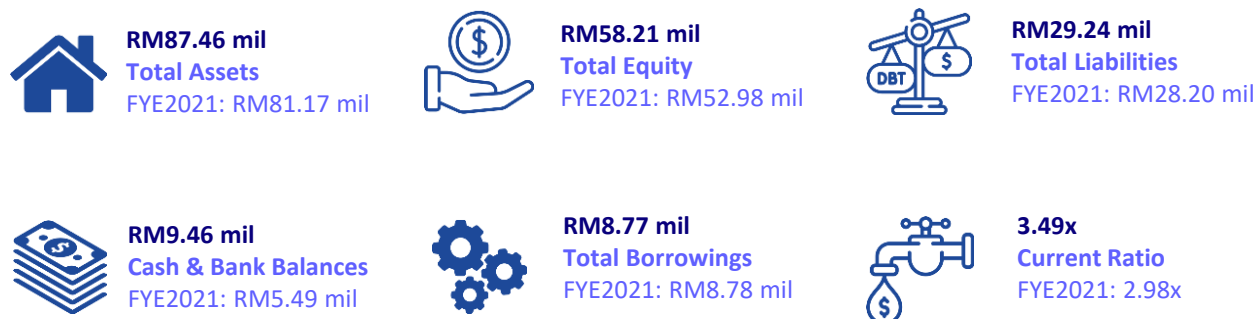 RM87.46 mil
Total Assets
FYE2021: RM81.17 mil
$
RM58.21 mil
Total Equity
FYE2021: RM52.98 mil
DBT
$
RM29.24 mil
Total Liabilities
FYE2021: RM28.20 mil
$
RM9.46 mil
Cash & Bank Balances
FYE2021: RM5.49 mil
RM8.77 mil
Total Borrowings
FYE2021: RM8.78 mil
$
3.49x
Current Ratio
FYE2021: 2.98x